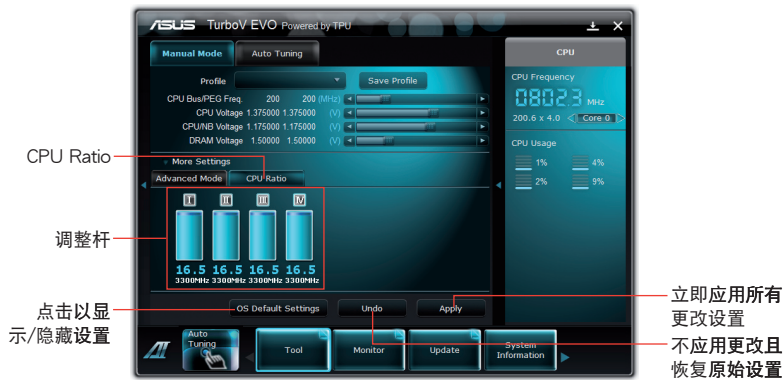 ASUS TurboV EVO Powered by TPU
Manual Mode Auto Tuning
Profile Save Profile
CPU Bus/PEG Freq. 200 200 (MHz)
CPU Voltage 1.375000 1.375000 (V)
CPU/NB Voltage 1.175000 1.175000 (V)
DRAM Voltage 1.50000 1.50000 (V)
More Settings
Advanced Mode CPU Ratio
I II III IV
16.5 16.5 16.5 16.5
3300MHz 3300MHz 3300MHz 3300MHz
OS Default Settings Undo Apply
CPU
CPU Frequency
0802.3 MHz
200.6 x 4.0 Core 0
CPU Usage
1% 4%
2% 9%
Auto
Tuning
Tool Monitor Update System
Information
CPU Ratio
调整杆
点击以显
示/隐藏设置
立即应用所有
更改设置
不应用更改且
恢复原始设置